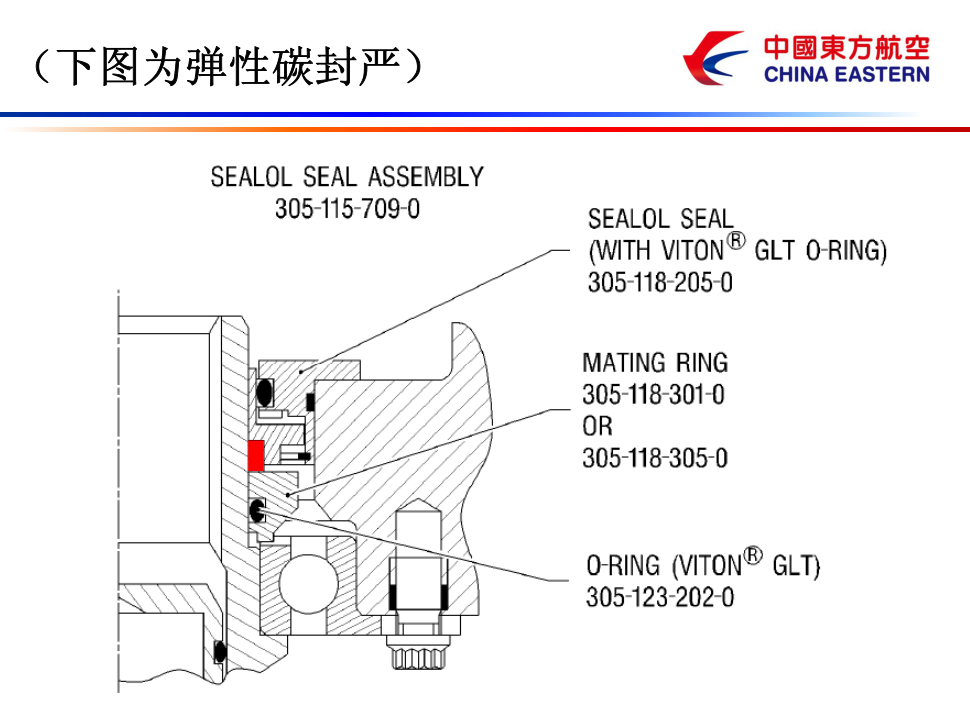 （下图为弹性碳封严）
中國東方航空
CHINA EASTERN
SEALOL SEAL ASSEMBLY
305-115-709-0
SEALOL SEAL
(WITH VITON® GLT O-RING)
305-118-205-0
MATING RING
305-118-301-0
OR
305-118-305-0
O-RING (VITON® GLT)
305-123-202-0